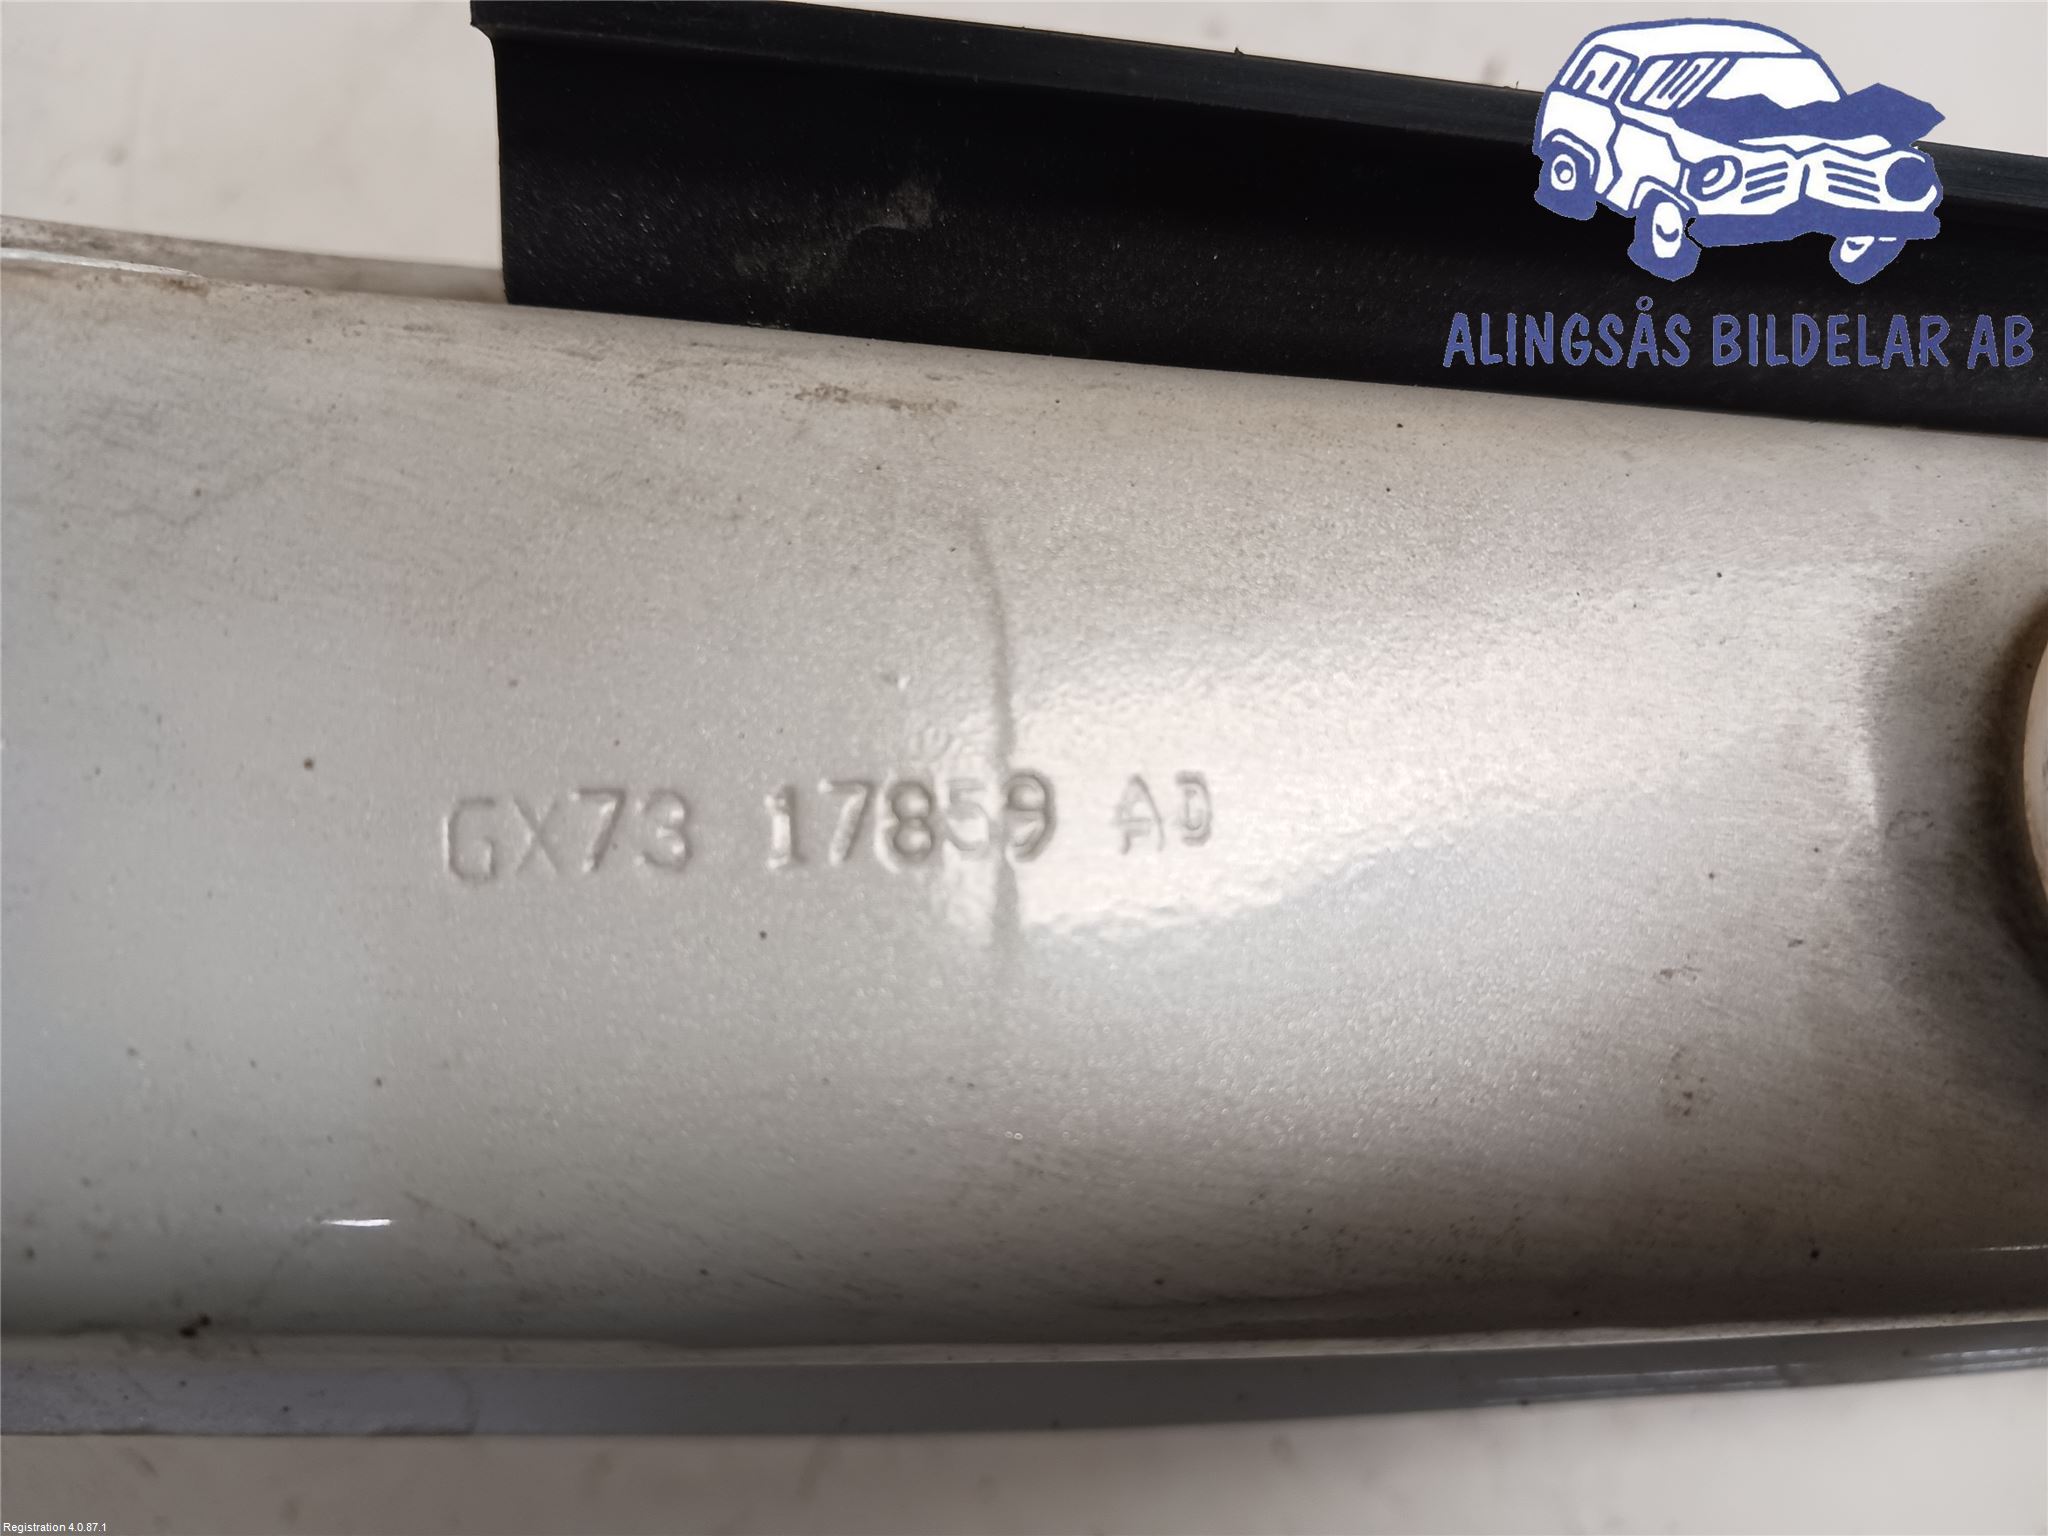 ALINGSÅS BILDELAR AB
GX73 17859 AD
Registration 4.0.87.1